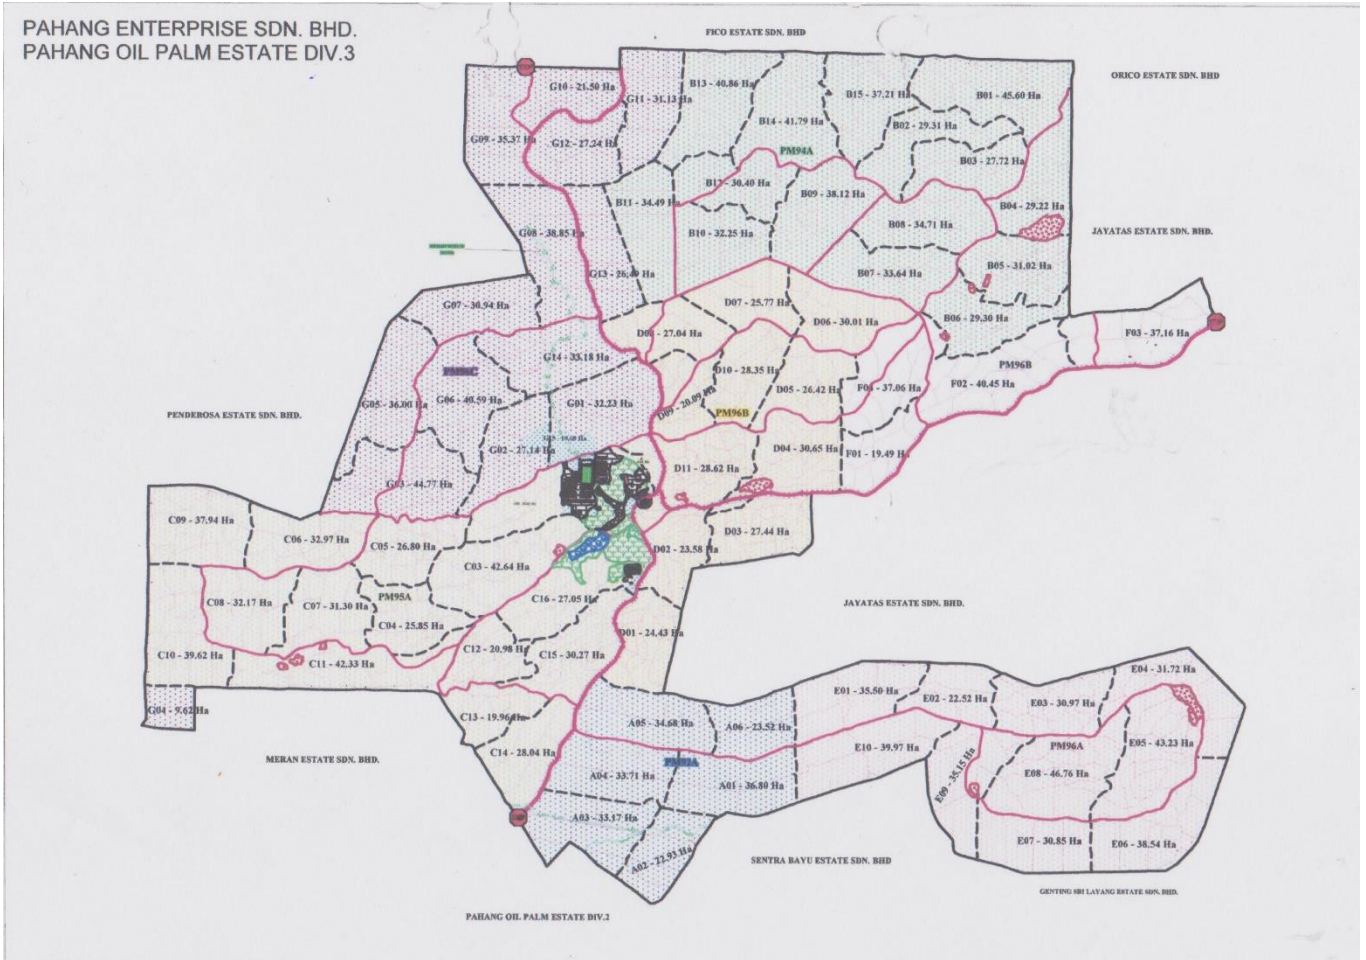 PAHANG ENTERPRISE SDN. BHD.
PAHANG OIL PALM ESTATE DIV.3
FICO ESTATE SDN. BHD
ORICO ESTATE SDN. BHD
G10 - 21.50 Ha
G11 - 31.13 Ha
B13 - 40.86 Ha
B15 - 37.21 Ha
B01 - 45.60 Ha
G09 - 35.37 Ha
G12 - 27.24 Ha
B14 - 41.79 Ha
B02 - 29.31 Ha
PM94A
B03 - 27.72 Ha
B12 - 30.40 Ha
B09 - 38.12 Ha
B11 - 34.49 Ha
B04 - 29.22 Ha
G08 - 38.85 Ha
B10 - 32.25 Ha
B08 - 34.71 Ha
JAYATAS ESTATE SDN. BHD.
G13 - 26.49 Ha
B07 - 33.64 Ha
B05 - 31.02 Ha
G07 - 30.94 Ha
D07 - 25.77 Ha
D06 - 30.01 Ha
B06 - 29.30 Ha
F03 - 37.16 Ha
27.04 Ha
G14 - 33.18 Ha
D10 - 28.35 Ha
PM96B
G06 - 40.59 Ha
D05 - 26.42 Ha
37.06 Ha
F02 - 40.45 Ha
G05 - 36.00 Ha
G01 - 32.23 Ha
D09 - 20.09 Ha
PM96B
PENDEROSA ESTATE SDN. BHD.
G02 - 27.14 Ha
D04 - 30.65 Ha
F01 - 19.49 Ha
D11 - 28.62 Ha
G03 - 44.77 Ha
C09 - 37.94 Ha
C06 - 32.97 Ha
C05 - 26.80 Ha
D03 - 27.44 Ha
D02 - 23.58 Ha
C03 - 42.64 Ha
C08 - 32.17 Ha
C07 - 31.30 Ha
PM95A
C16 - 27.05 Ha
JAYATAS ESTATE SDN. BHD.
C04 - 25.85 Ha
D01 - 24.43 Ha
C10 - 39.62 Ha
C11 - 42.33 Ha
C12 - 20.98 Ha
C15 - 30.27 Ha
E04 - 31.72 Ha
E01 - 35.50 Ha
E02 - 22.52 Ha
E03 - 30.97 Ha
G04 - 9.62 Ha
C13 - 19.96 Ha
A05 - 34.68 Ha
A06 - 23.52 Ha
E10 - 39.97 Ha
PM96A
E05 - 43.23 Ha
C14 - 28.04 Ha
MERAN ESTATE SDN. BHD.
A04 - 33.71 Ha
A01 - 36.80 Ha
E09 - 35.15 Ha
E08 - 46.76 Ha
A03 - 33.17 Ha
E07 - 30.85 Ha
E06 - 38.54 Ha
A02 - 22.93 Ha
SENTRA BAYU ESTATE SDN. BHD
GENTING SRI LAYANG ESTATE SDN. BHD.
PAHANG OIL PALM ESTATE DIV.2